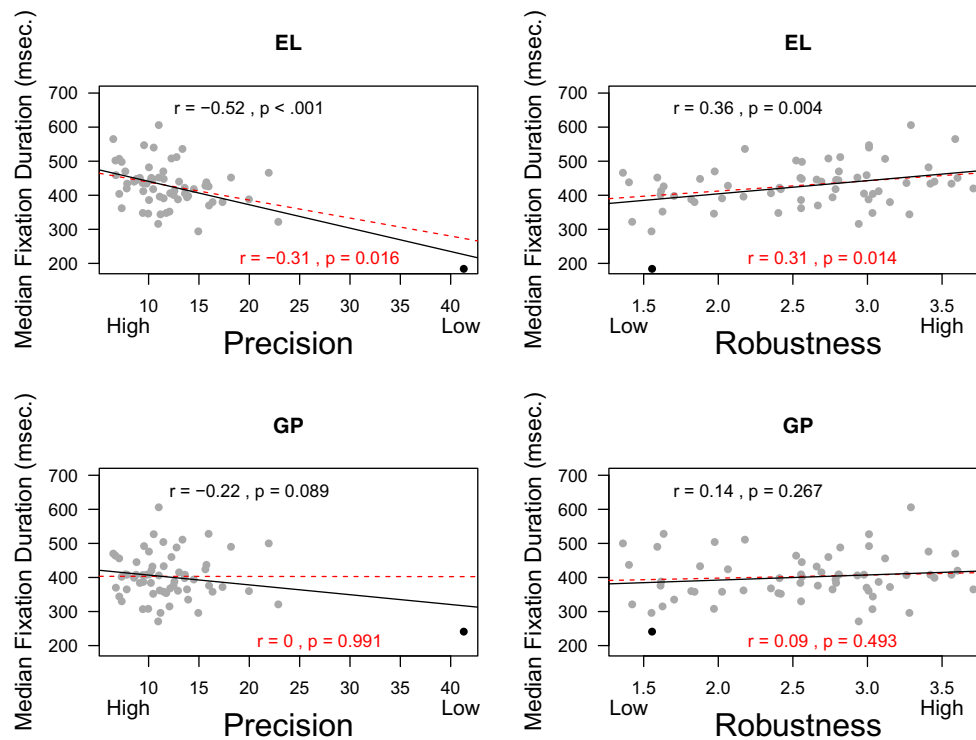 EL
Median Fixation Duration (msec.)
700
600
500
400
300
200
r = −0.52 , p < .001
r = −0.31 , p = 0.016
10 15 20 25 30 35 40
High Low
Precision
EL
Median Fixation Duration (msec.)
700
600
500
400
300
200
r = 0.36 , p = 0.004
r = 0.31 , p = 0.014
1.5 2.0 2.5 3.0 3.5
Low High
Robustness
GP
Median Fixation Duration (msec.)
700
600
500
400
300
200
r = −0.22 , p = 0.089
r = 0 , p = 0.991
10 15 20 25 30 35 40
High Low
Precision
GP
Median Fixation Duration (msec.)
700
600
500
400
300
200
r = 0.14 , p = 0.267
r = 0.09 , p = 0.493
1.5 2.0 2.5 3.0 3.5
Low High
Robustness